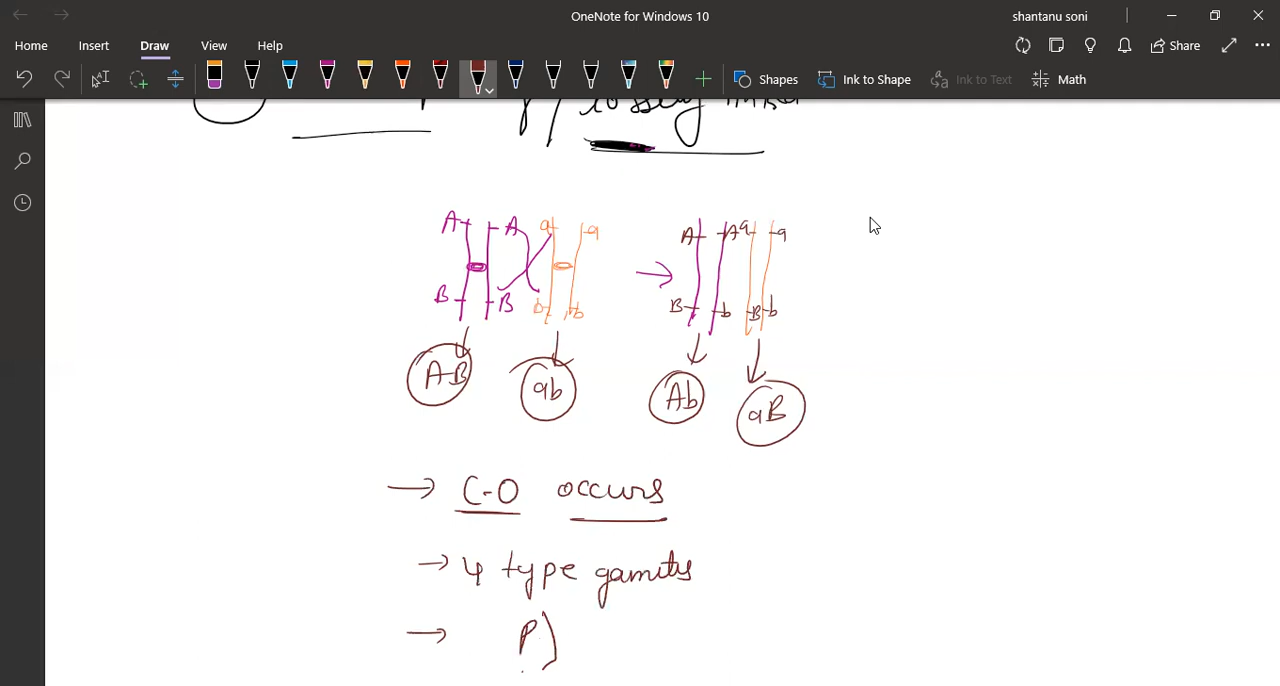 OneNote for Windows 10
shantanu soni
Home Insert Draw View Help
Share
Shapes Ink to Shape Ink to Text Math
A A a a A A a a
B B b b B b B b
AB ab Ab aB
→ C-O occurs
→ 4 type gamits
→ P)